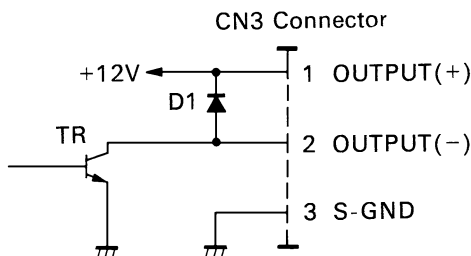 CN3 Connector
+12V 1 OUTPUT(+)
D1
TR 2 OUTPUT(−)
3 S-GND